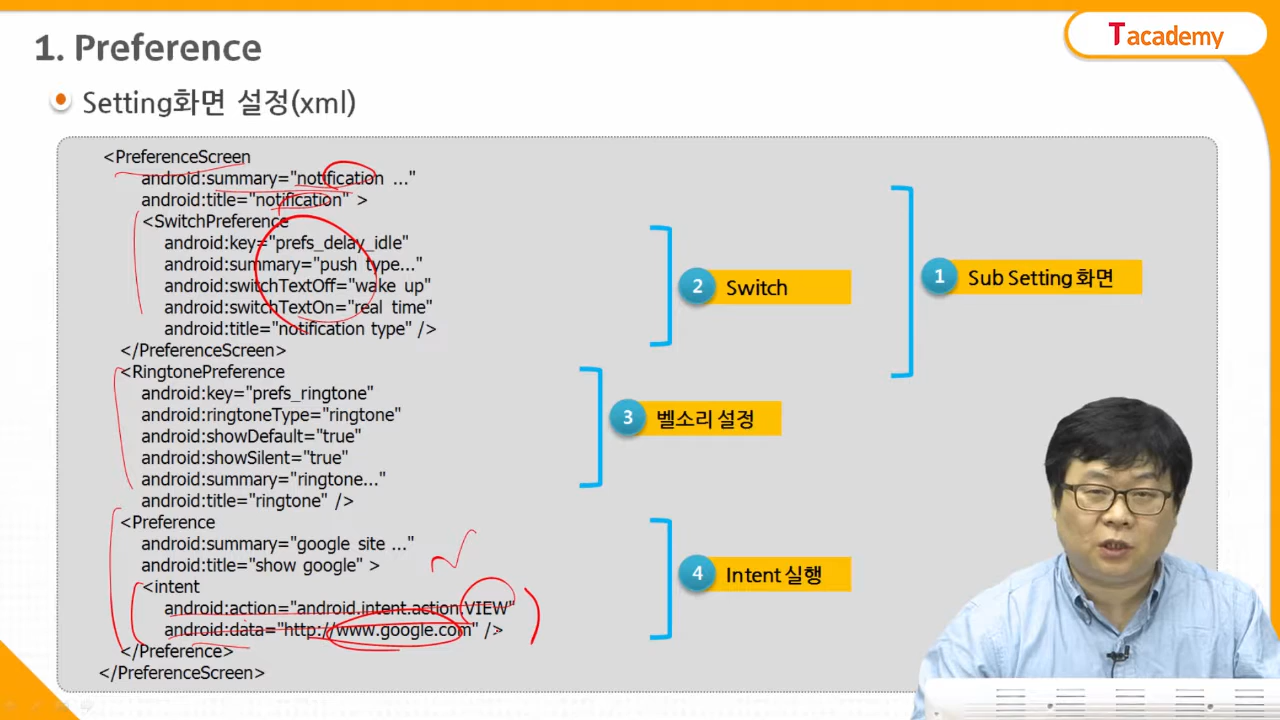 1. Preference
Tacademy
Setting화면 설정(xml)
<PreferenceScreen
android:summary="notification ..."
android:title="notification" >
<SwitchPreference
android:key="prefs_delay_idle"
android:summary="push type..."
android:switchTextOff="wake up"
android:switchTextOn="real time"
android:title="notification type" />
</PreferenceScreen>
<RingtonePreference
android:key="prefs_ringtone"
android:ringtoneType="ringtone"
android:showDefault="true"
android:showSilent="true"
android:summary="ringtone..."
android:title="ringtone" />
<Preference
android:summary="google site ..."
android:title="show google" >
<intent
android:action="android.intent.action.VIEW"
android:data="http://www.google.com" />
</Preference>
</PreferenceScreen>
1 Sub Setting 화면
2 Switch
3 벨소리 설정
4 Intent 실행